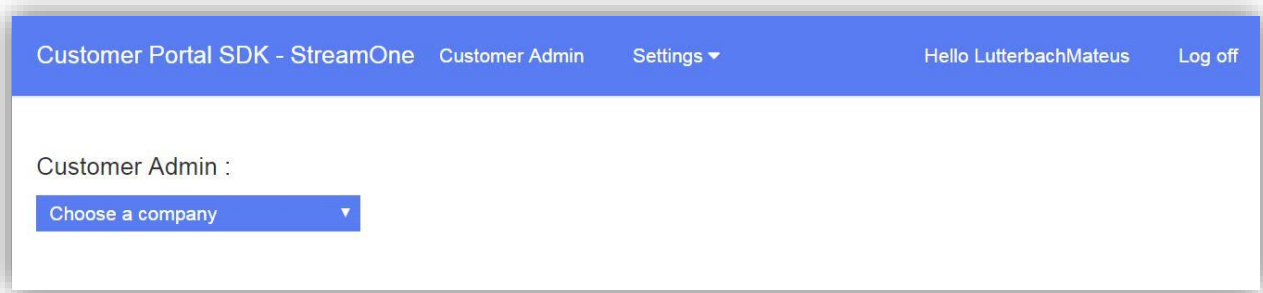 Customer Portal SDK - StreamOne Customer Admin Settings Hello LutterbachMateus Log off
Customer Admin :
Choose a company